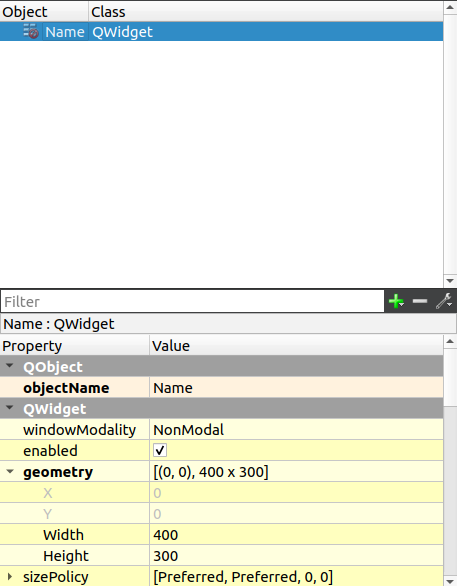 Object Class
Name QWidget
Filter
Name : QWidget
Property Value
QObject
objectName Name
QWidget
windowModality NonModal
enabled
geometry [(0, 0), 400 x 300]
X 0
Y 0
Width 400
Height 300
sizePolicy [Preferred, Preferred, 0, 0]